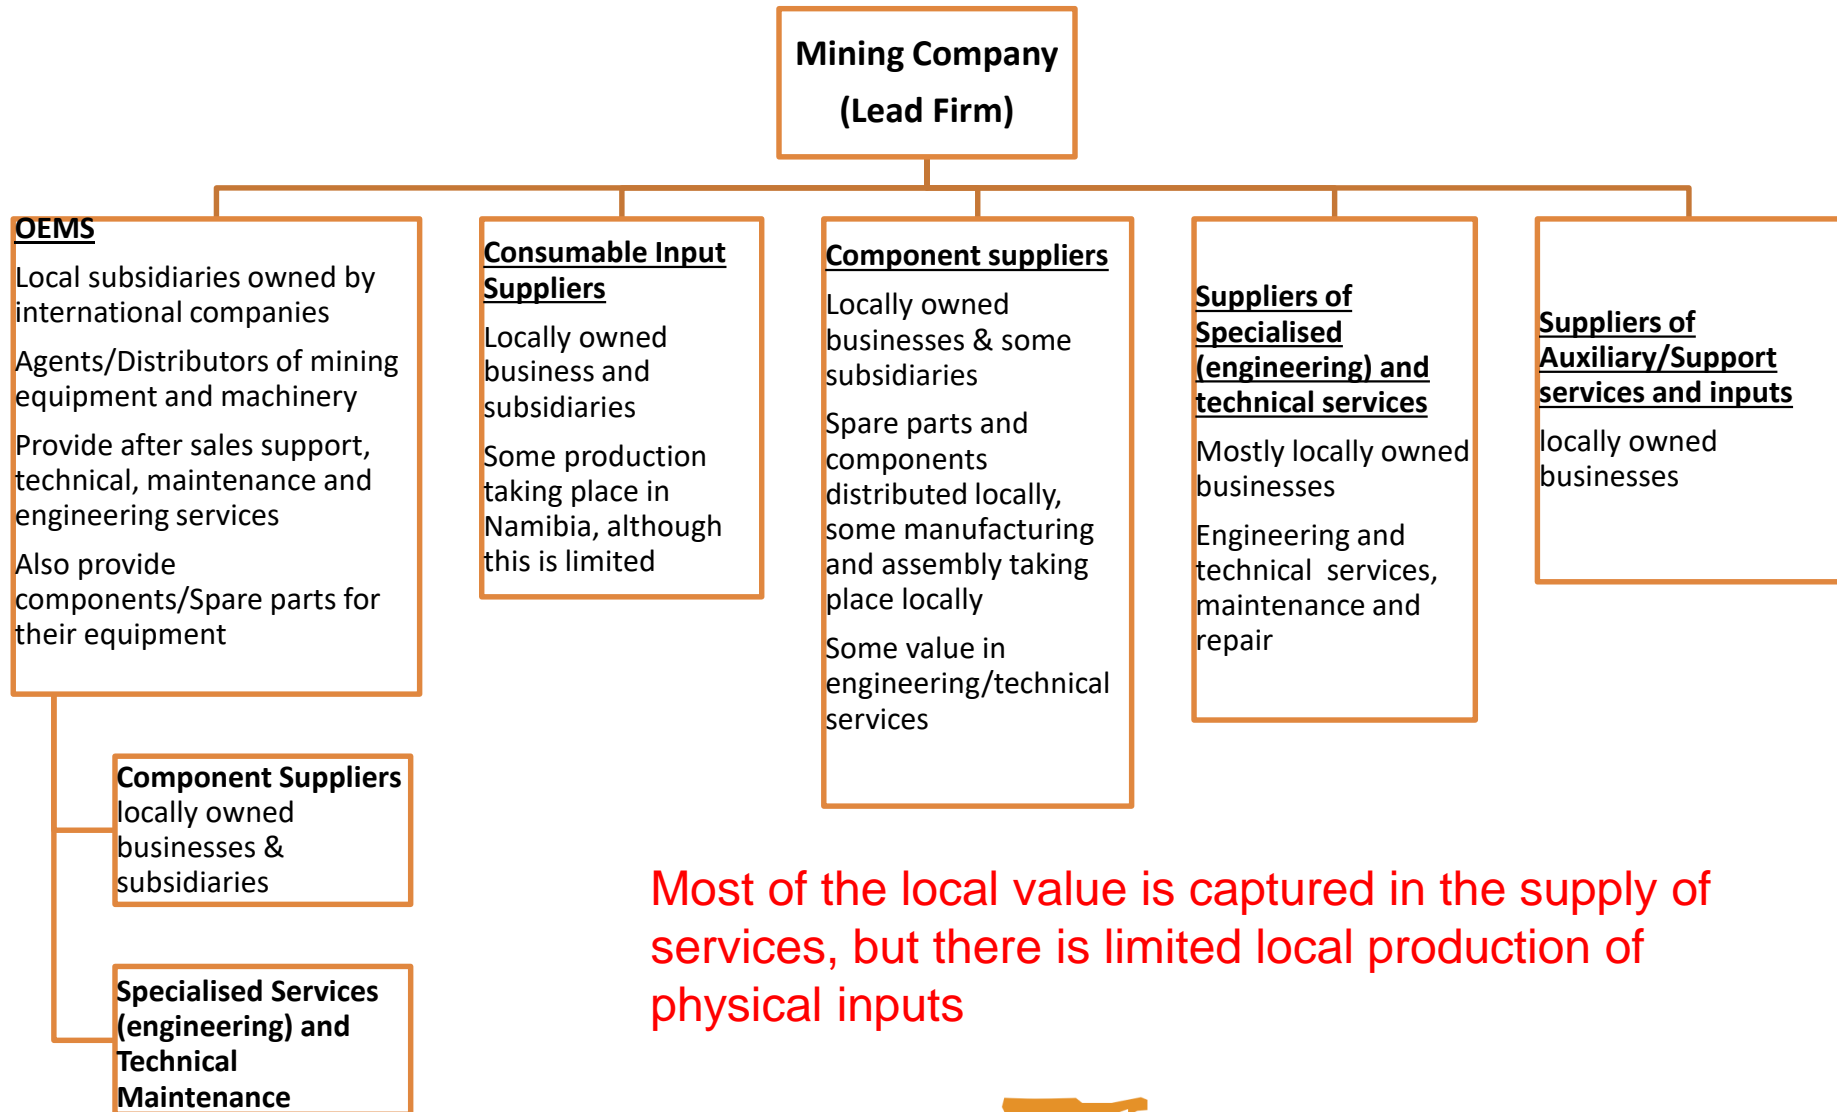 Mining Company
(Lead Firm)
OEMS
Local subsidiaries owned by
international companies
Agents/Distributors of mining
equipment and machinery
Provide after sales support,
technical, maintenance and
engineering services
Also provide
components/Spare parts for
their equipment
Consumable Input
Suppliers
Locally owned
business and
subsidiaries
Some production
taking place in
Namibia, although
this is limited
Component suppliers
Locally owned
businesses & some
subsidiaries
Spare parts and
components
distributed locally,
some manufacturing
and assembly taking
place locally
Some value in
engineering/technical
services
Suppliers of
Specialised
(engineering) and
technical services
Mostly locally owned
businesses
Engineering and
technical services,
maintenance and
repair
Suppliers of
Auxiliary/Support
services and inputs
locally owned
businesses
Component Suppliers
locally owned
businesses &
subsidiaries
Specialised Services
(engineering) and
Technical
Maintenance
Most of the local value is captured in the supply of
services, but there is limited local production of
physical inputs